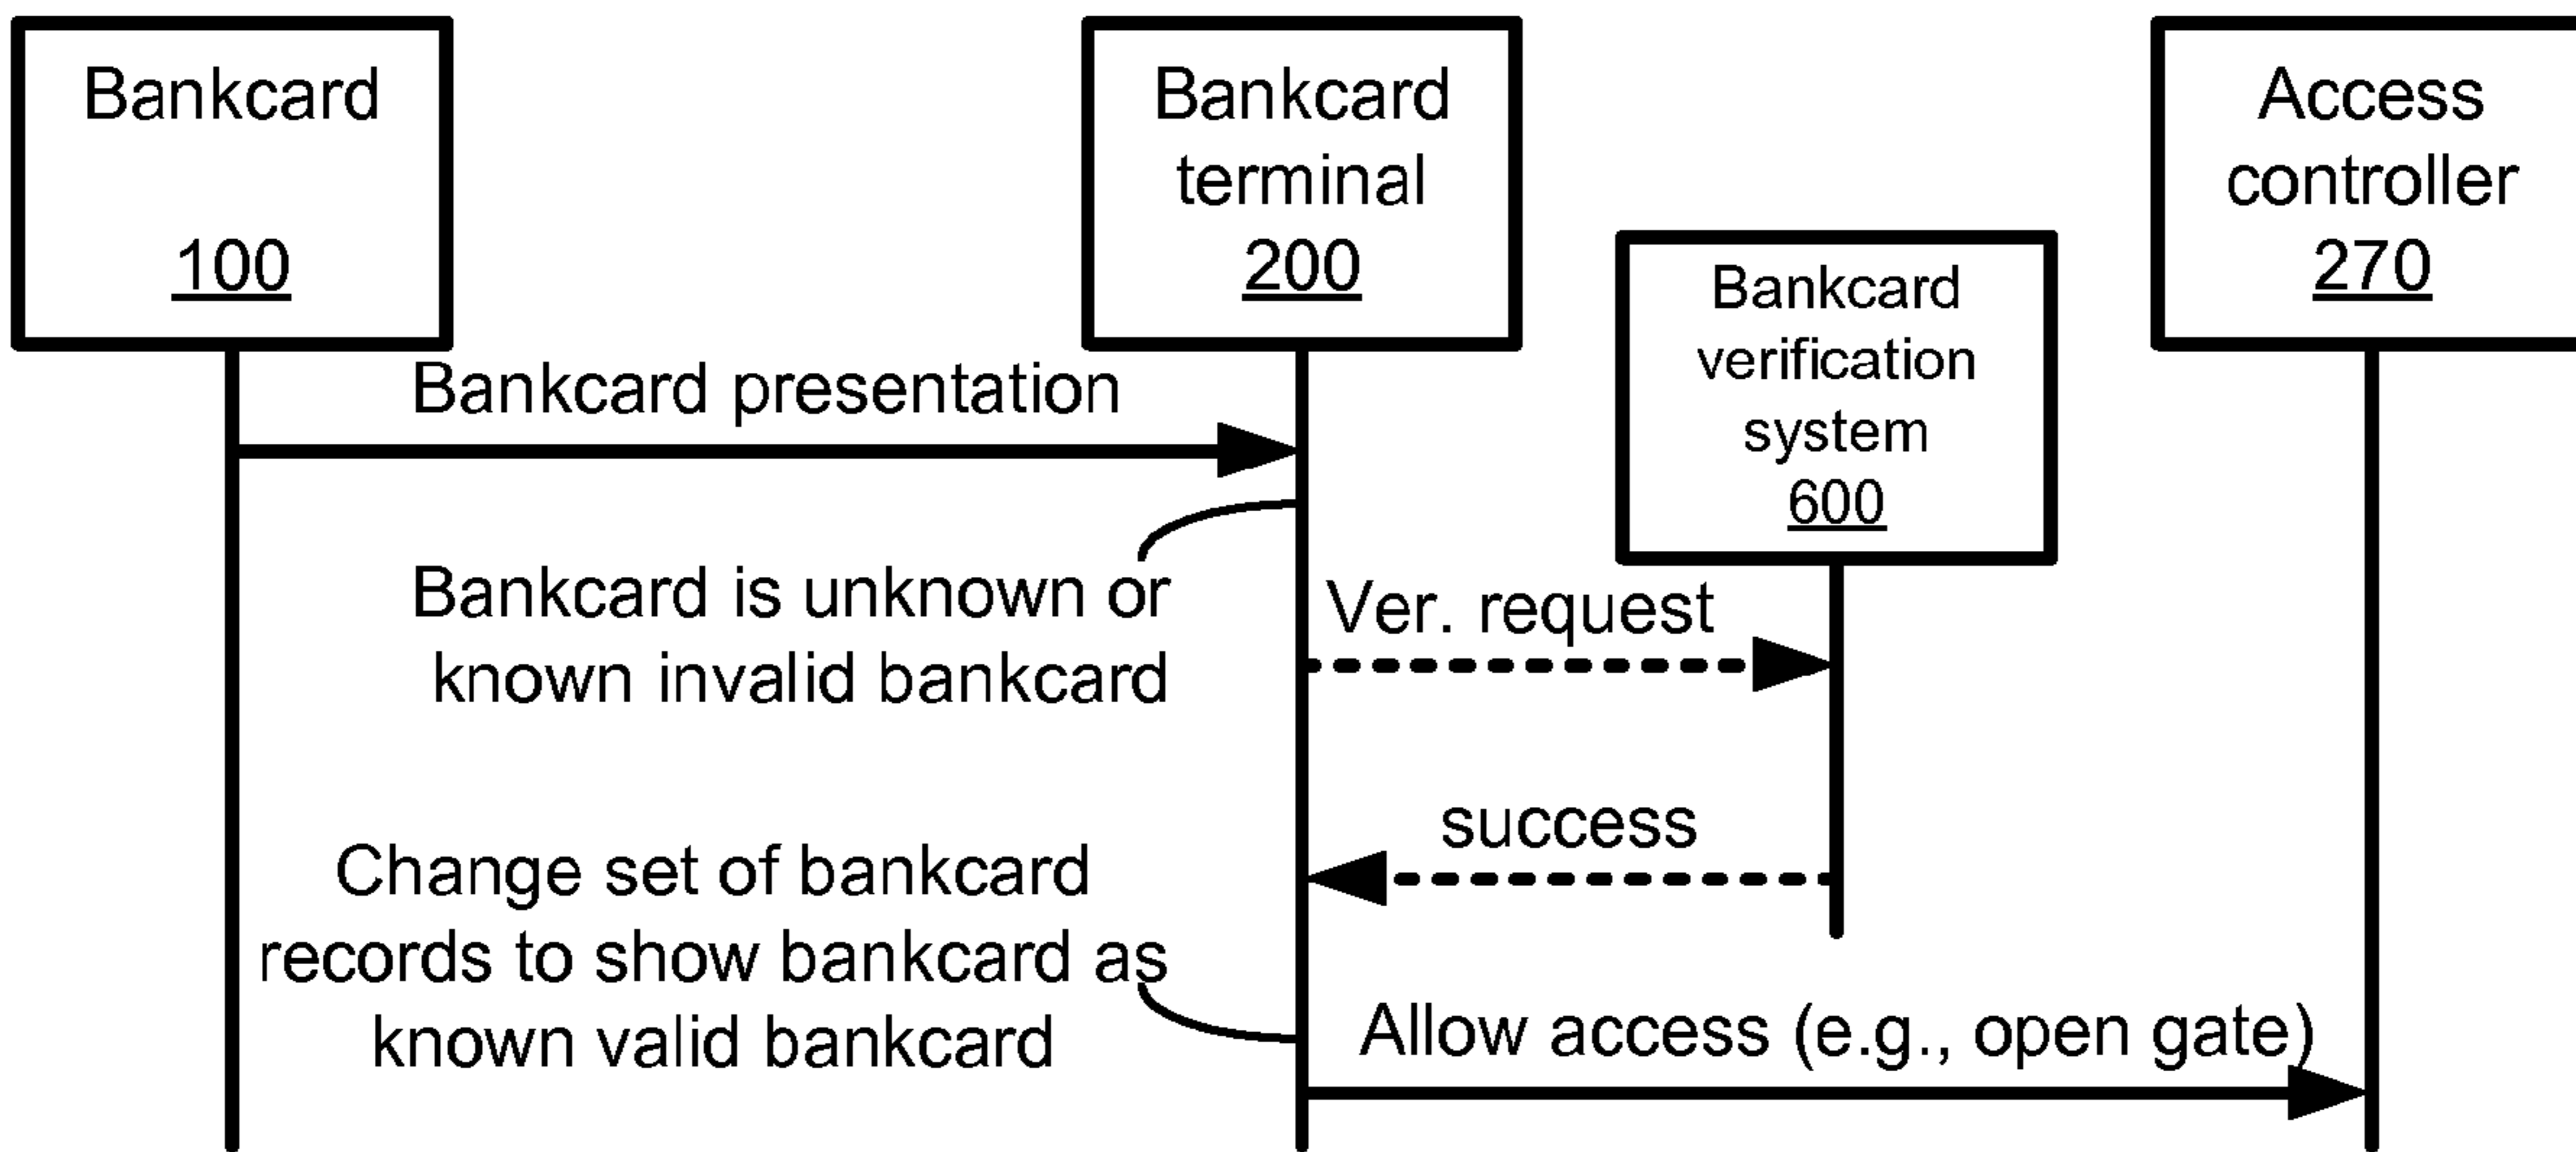 Bankcard
100
Bankcard
terminal
200
Bankcard
verification
system
600
Access
controller
270
Bankcard presentation
Bankcard is unknown or
known invalid bankcard
Ver. request
success
Change set of bankcard
records to show bankcard as
known valid bankcard
Allow access (e.g., open gate)